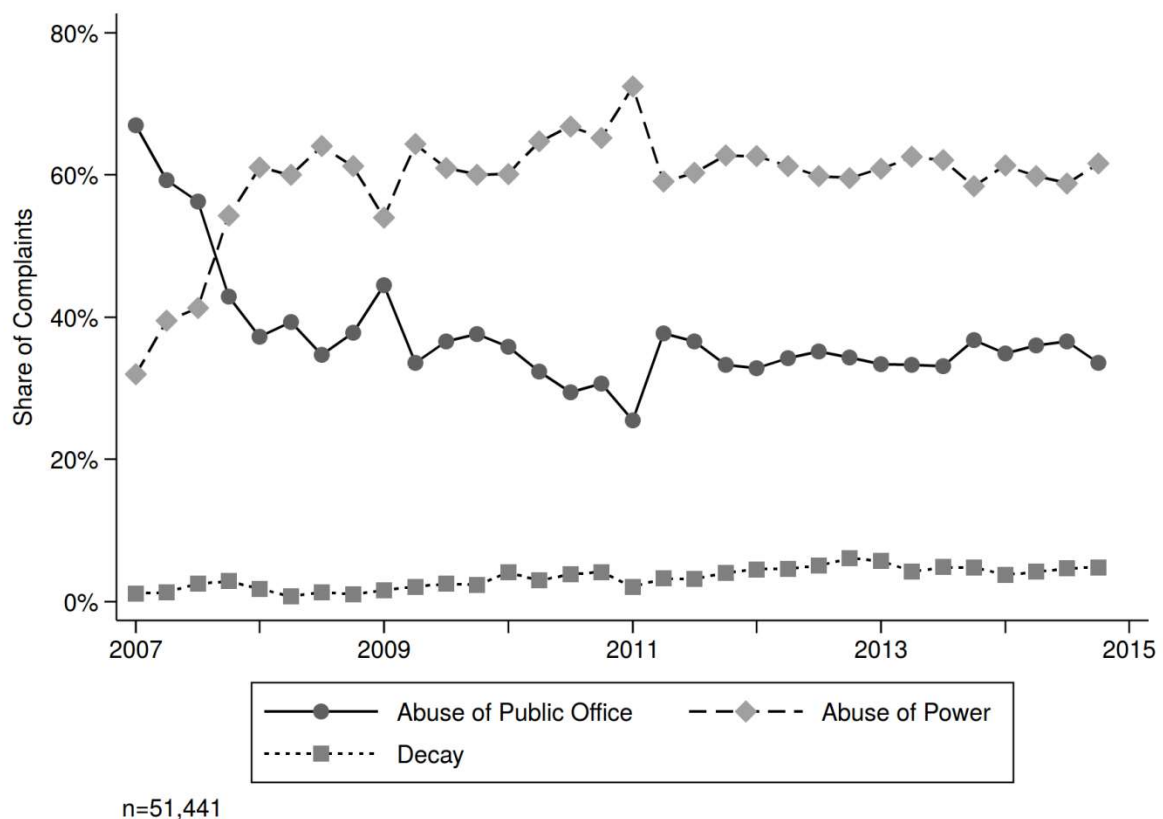 80%
60%
40%
20%
0%
Share of Complaints
2007 2009 2011 2013 2015
Abuse of Public Office Abuse of Power
Decay
n=51,441